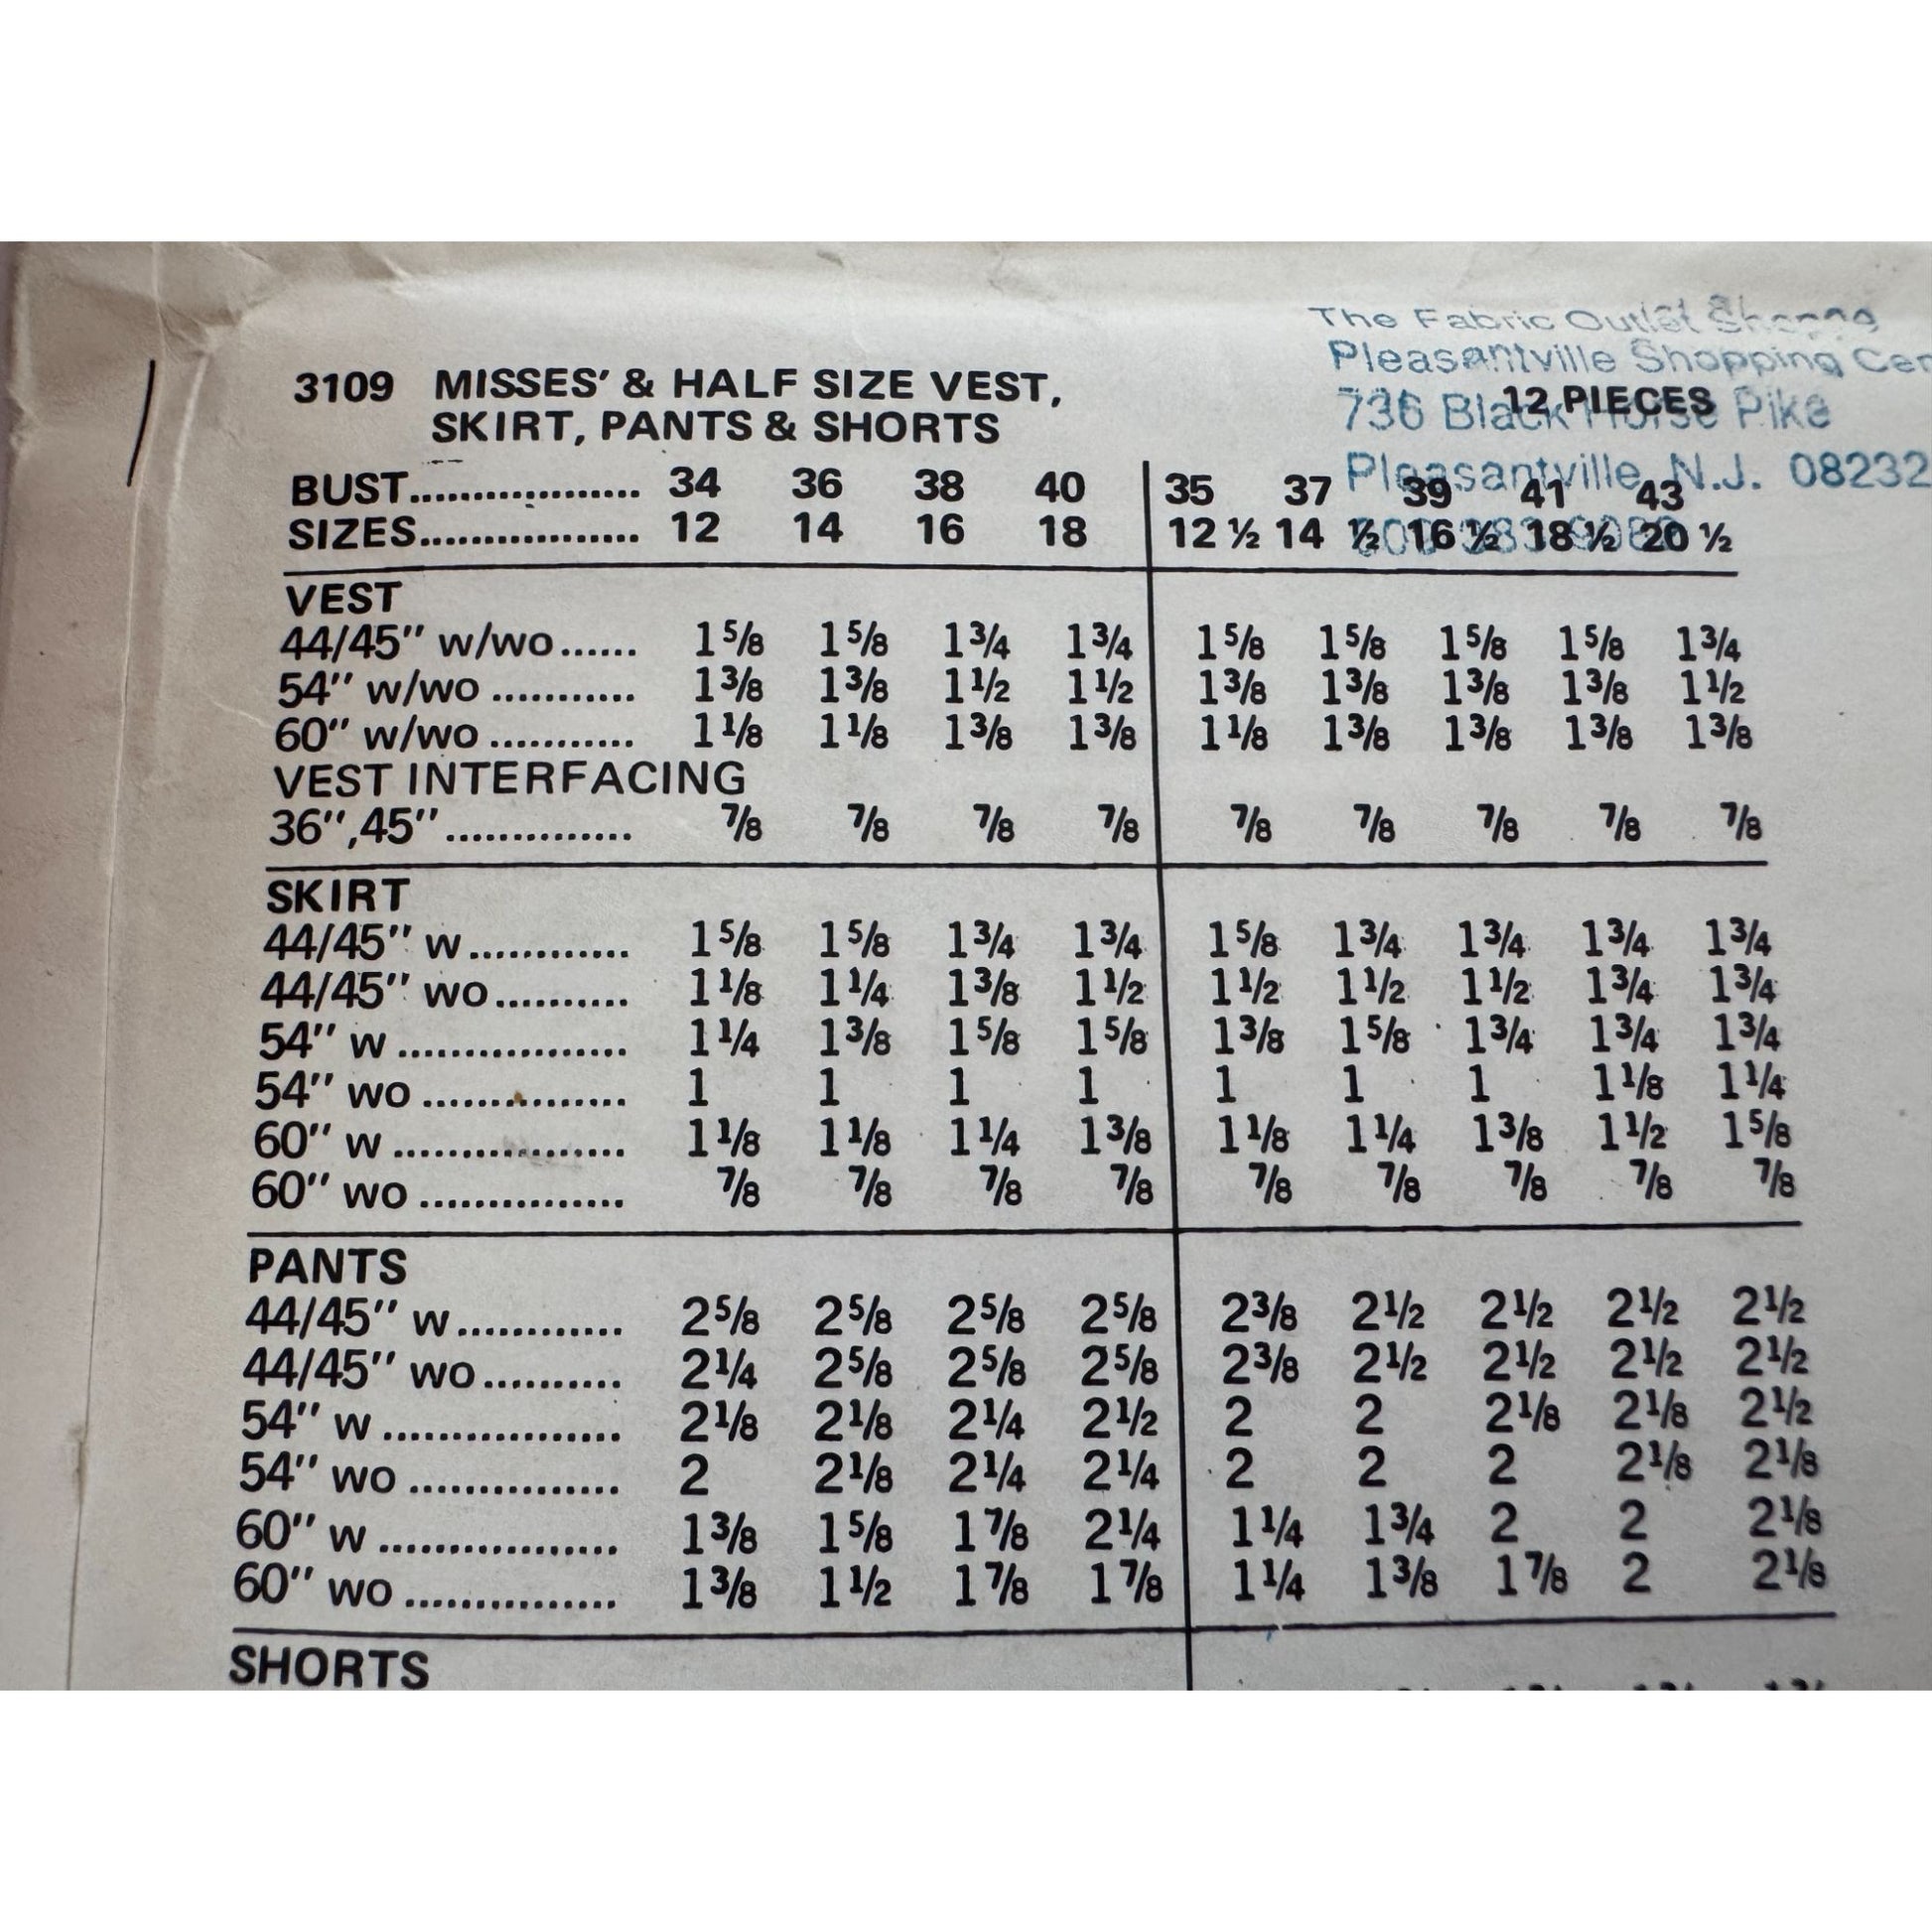 The Fabric Outlet Shoppe
Pleasantville Shopping Cen
3109 MISSES' & HALF SIZE VEST,
SKIRT, PANTS & SHORTS
12 PIECES
736 Black Horse Pike
Pleasantville, N.J. 08232
BUST.................. 34 36 38 40 35 37 39 41 43
SIZES................. 12 14 16 18 12 ½ 14 ½ 16 ½ 18 ½ 20 ½
VEST
44/45" w/wo...... 1⅝ 1⅝ 1¾ 1¾ 1⅝ 1⅝ 1⅝ 1⅝ 1¾
54" w/wo ........... 1⅜ 1⅜ 1½ 1½ 1⅜ 1⅜ 1⅜ 1⅜ 1½
60" w/wo ........... 1⅛ 1⅛ 1⅜ 1⅜ 1⅛ 1⅜ 1⅜ 1⅜ 1⅜
VEST INTERFACING
36",45".............. ⅞ ⅞ ⅞ ⅞ ⅞ ⅞ ⅞ ⅞ ⅞
SKIRT
44/45" w............ 1⅝ 1⅝ 1¾ 1¾ 1⅝ 1¾ 1¾ 1¾ 1¾
44/45" wo.......... 1⅛ 1¼ 1⅜ 1½ 1½ 1½ 1½ 1¾ 1¾
54" w.................. 1¼ 1⅜ 1⅝ 1⅝ 1⅜ 1⅝ 1¾ 1¾ 1¾
54" wo ................ 1 1 1 1 1 1 1 1⅛ 1¼
60" w.................. 1⅛ 1⅛ 1¼ 1⅜ 1⅛ 1¼ 1⅜ 1½ 1⅝
60" wo ................ ⅞ ⅞ ⅞ ⅞ ⅞ ⅞ ⅞ ⅞ ⅞
PANTS
44/45" w............ 2⅝ 2⅝ 2⅝ 2⅝ 2⅜ 2½ 2½ 2½ 2½
44/45" wo.......... 2¼ 2⅝ 2⅝ 2⅝ 2⅜ 2½ 2½ 2½ 2½
54" w.................. 2⅛ 2⅛ 2¼ 2½ 2 2 2⅛ 2⅛ 2½
54" wo ................ 2 2⅛ 2¼ 2¼ 2 2 2 2⅛ 2⅛
60" w.................. 1⅜ 1⅝ 1⅞ 2¼ 1¼ 1¾ 2 2 2⅛
60" wo ................ 1⅜ 1½ 1⅞ 1⅞ 1¼ 1⅜ 1⅞ 2 2⅛
SHORTS